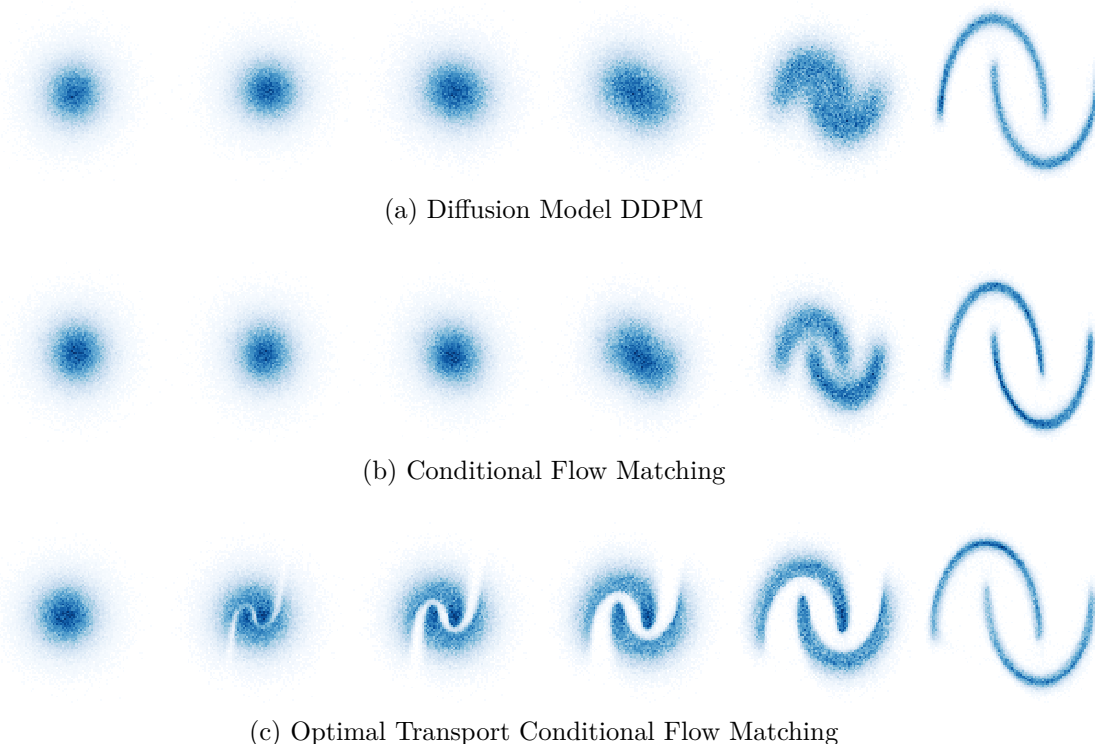 (a) Diffusion Model DDPM
(b) Conditional Flow Matching
(c) Optimal Transport Conditional Flow Matching